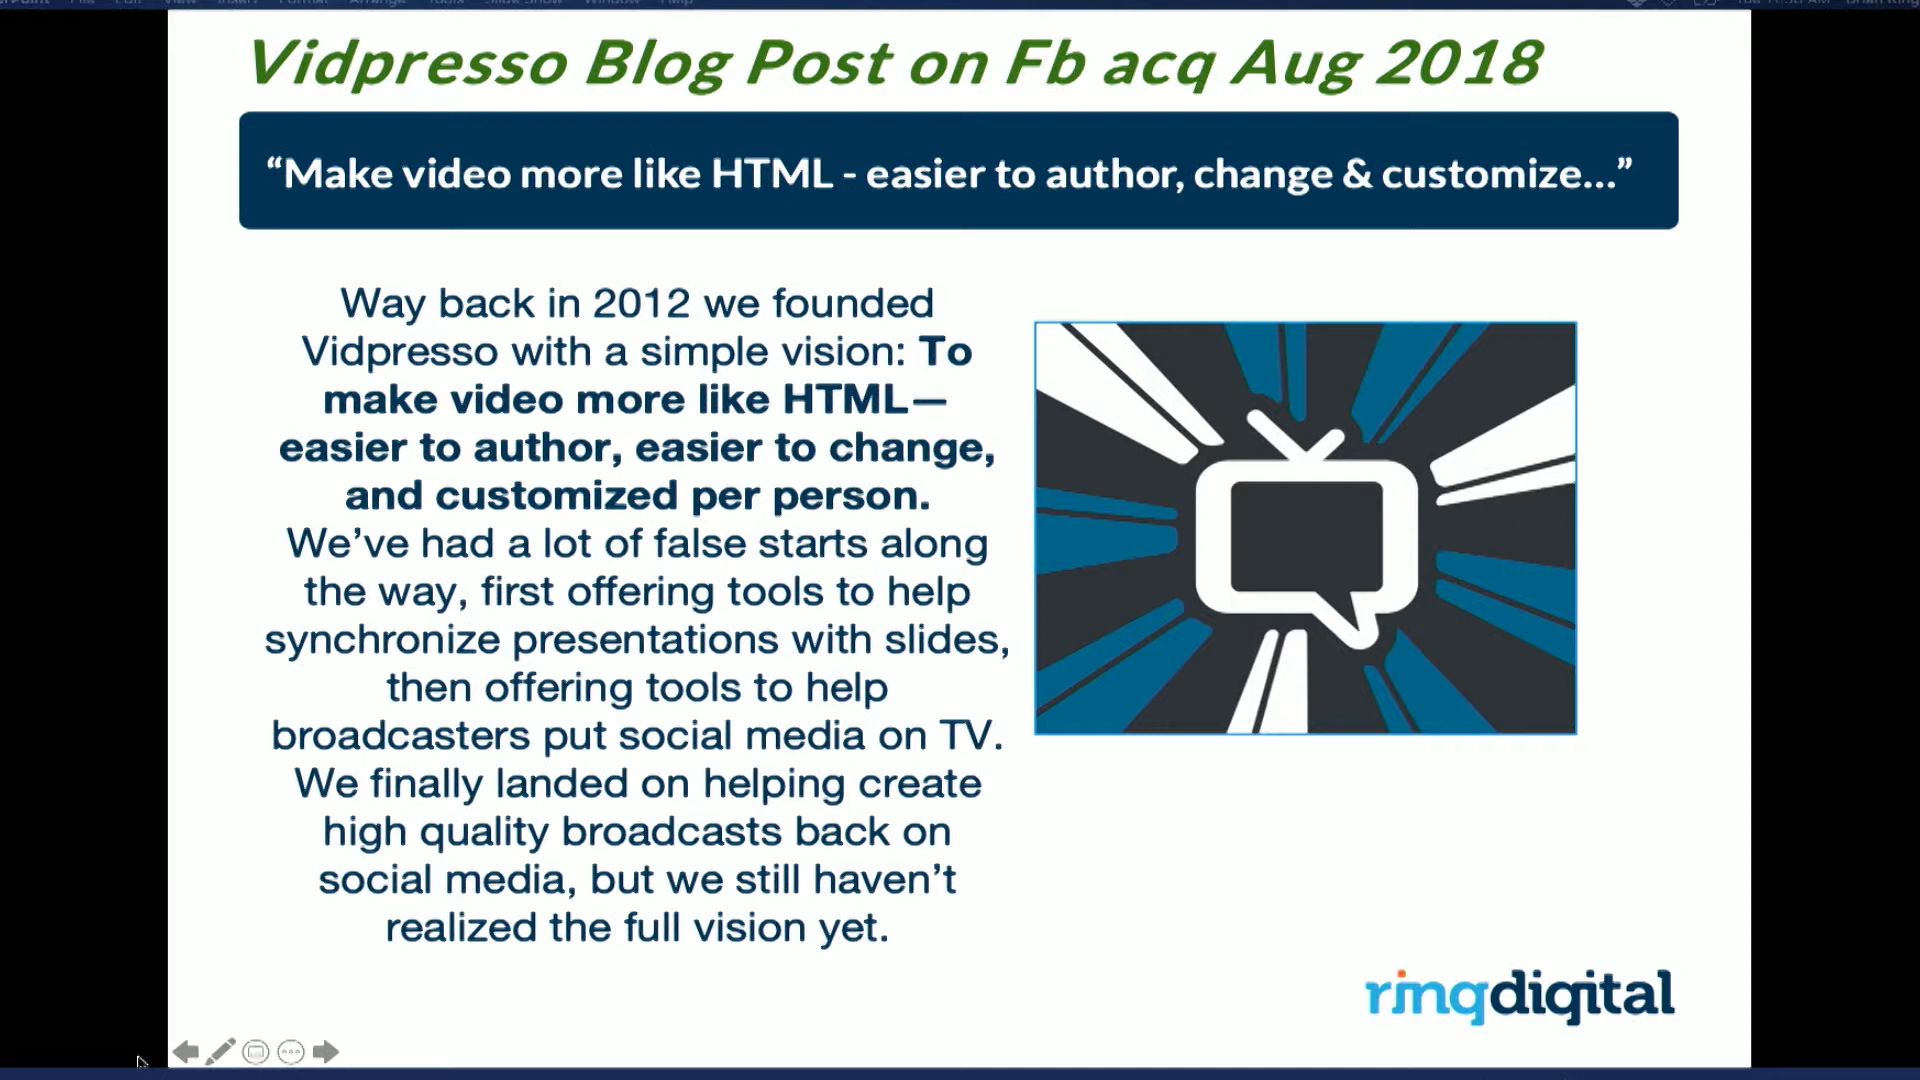 Vidpresso Blog Post on Fb acq Aug 2018
“Make video more like HTML - easier to author, change & customize...”
Way back in 2012 we founded
Vidpresso with a simple vision: To
make video more like HTML—
easier to author, easier to change,
and customized per person.
We’ve had a lot of false starts along
the way, first offering tools to help
synchronize presentations with slides,
then offering tools to help
broadcasters put social media on TV.
We finally landed on helping create
high quality broadcasts back on
social media, but we still haven’t
realized the full vision yet.
ringdigital